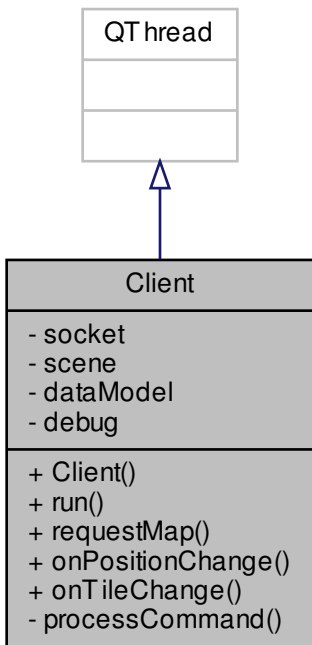 QThread
Client
- socket
- scene
- dataModel
- debug
+ Client()
+ run()
+ requestMap()
+ onPositionChange()
+ onTileChange()
- processCommand()